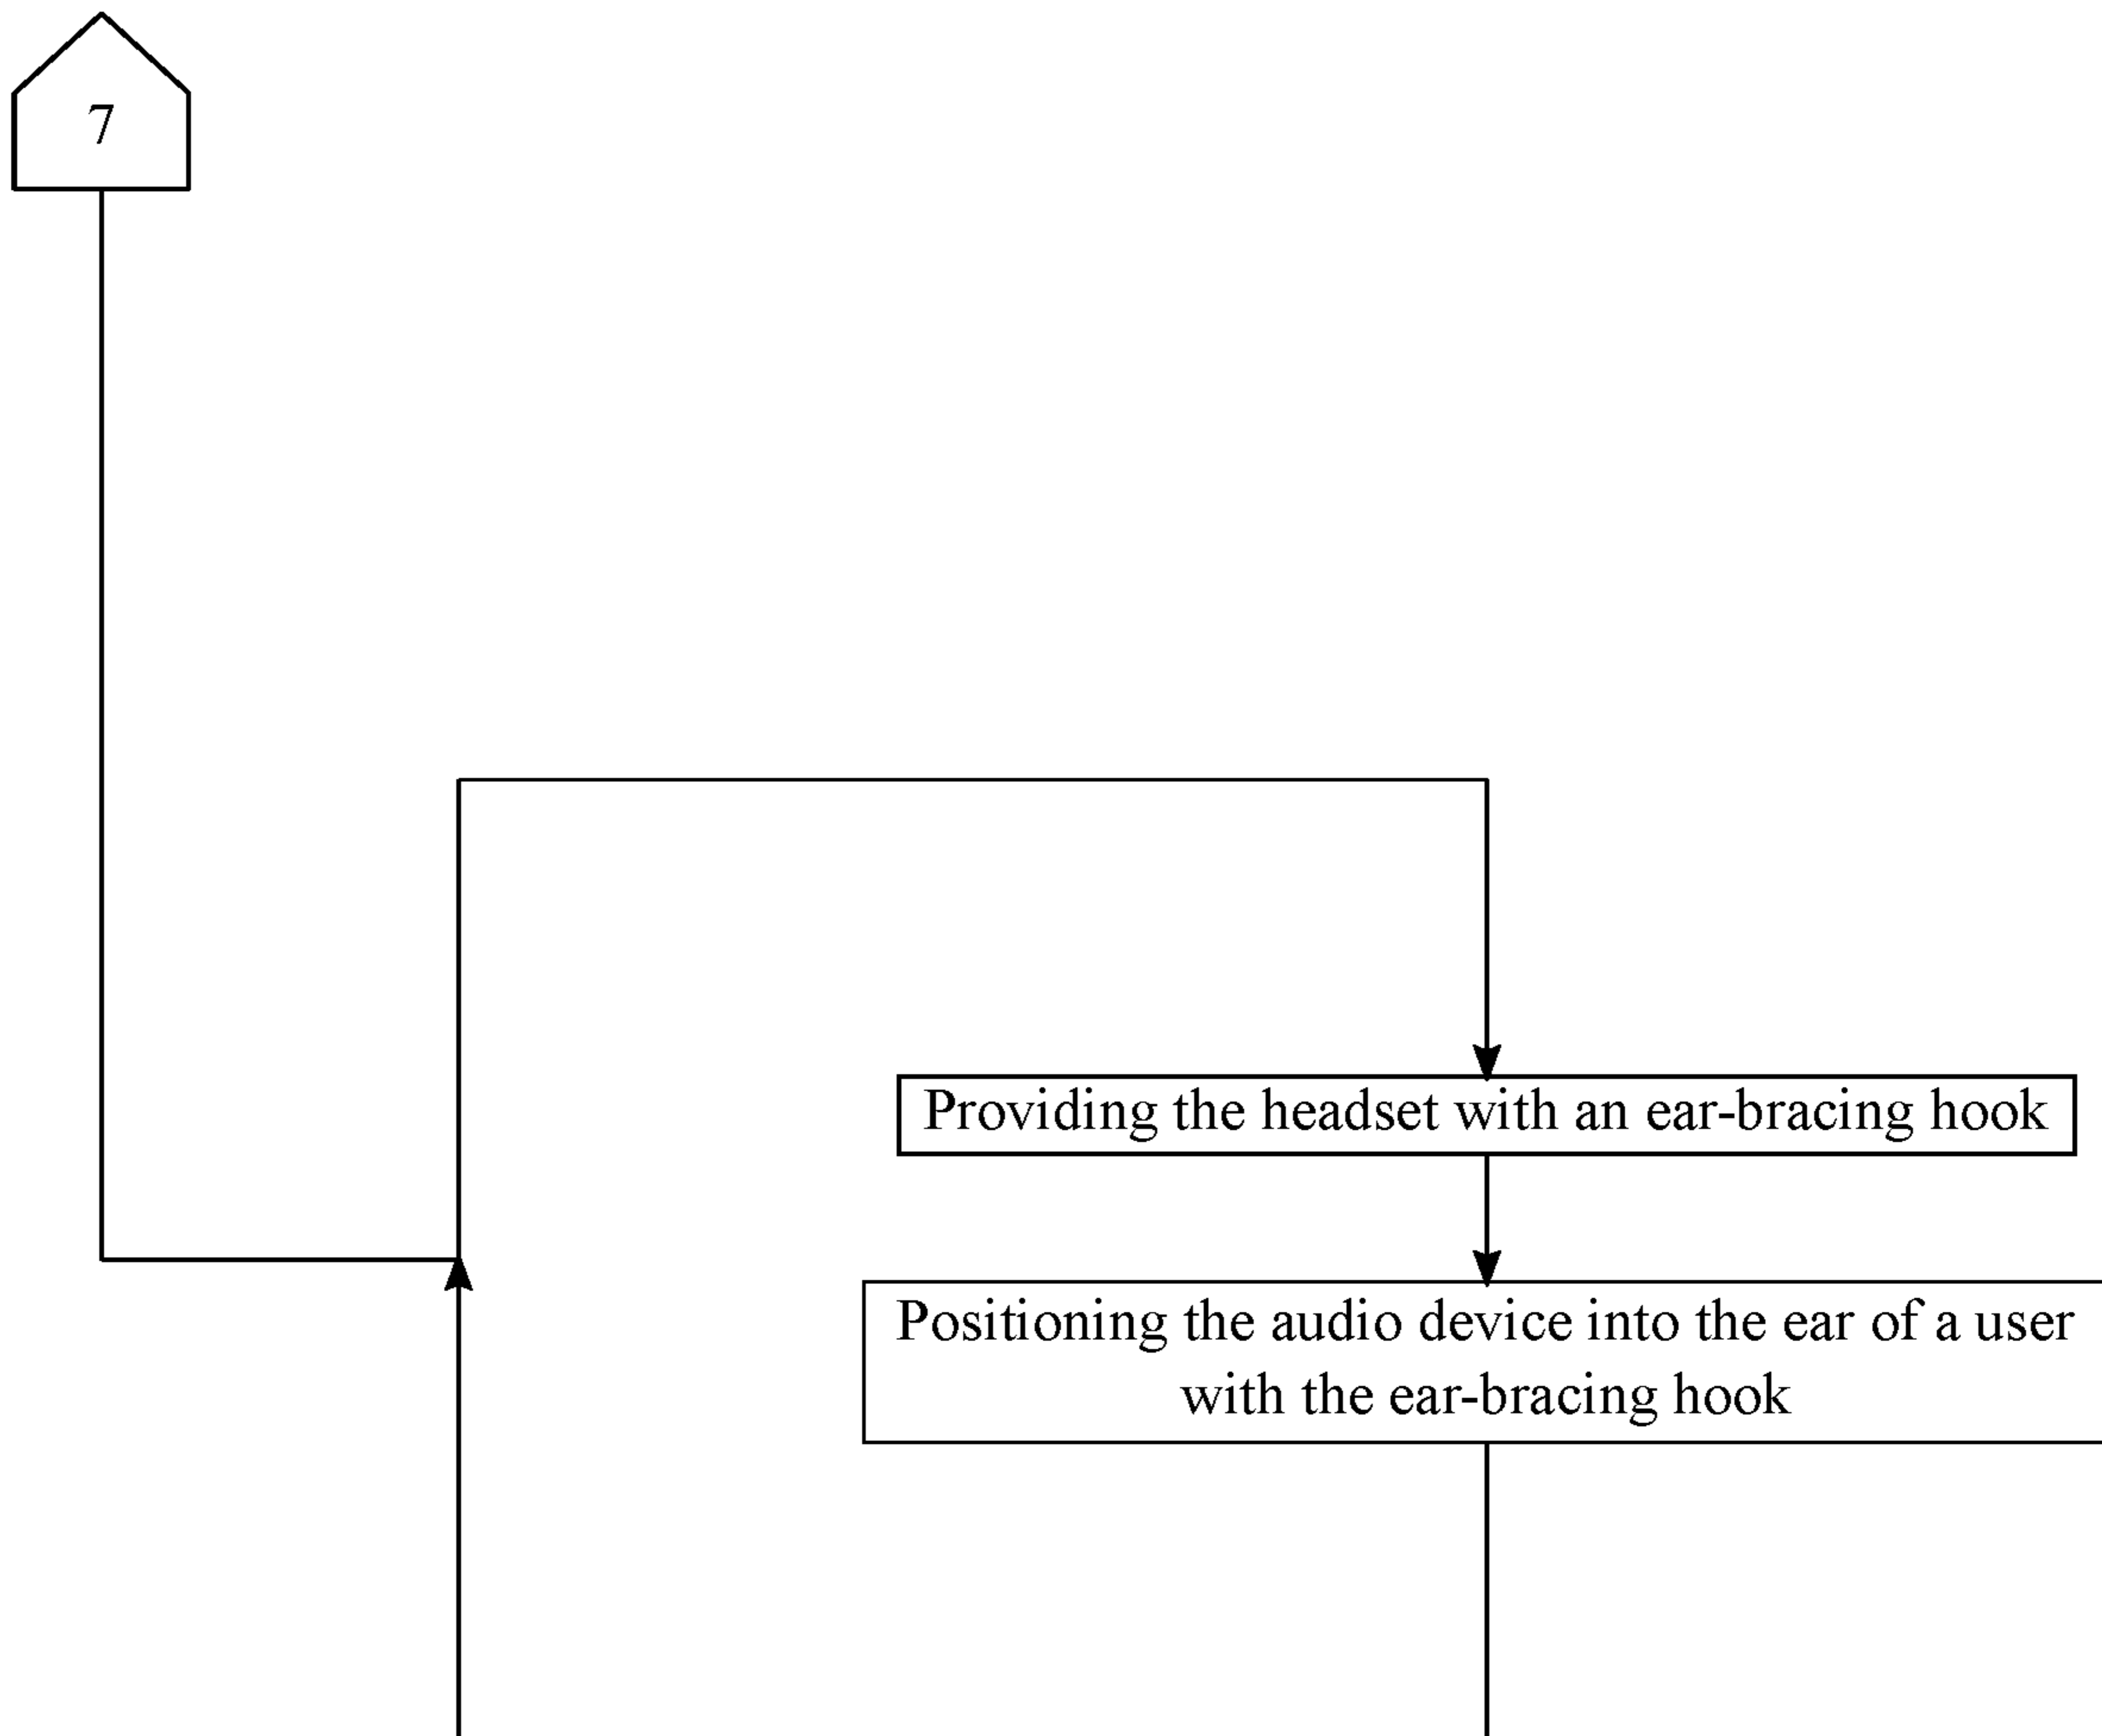 7
Providing the headset with an ear-bracing hook
Positioning the audio device into the ear of a user
with the ear-bracing hook